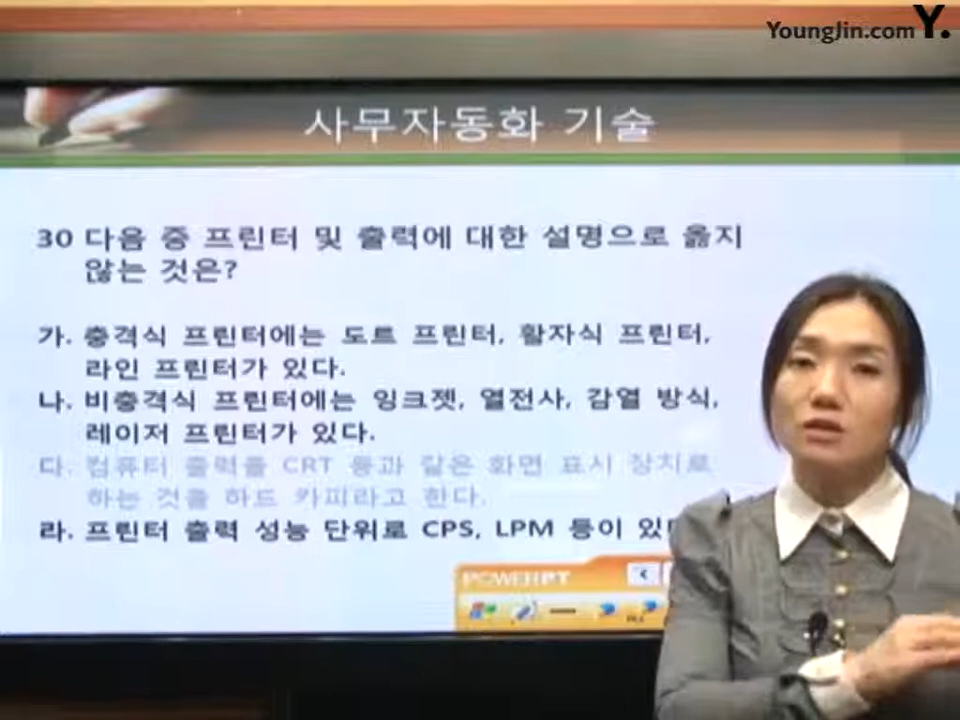 YoungJin.com Y.
사무자동화 기술
30 다음 중 프린터 및 출력에 대한 설명으로 옳지
않는 것은?
가. 충격식 프린터에는 도트 프린터, 활자식 프린터,
라인 프린터가 있다.
나. 비충격식 프린터에는 잉크젯, 열전사, 감열 방식,
레이저 프린터가 있다.
다. 컴퓨터 출력을 CRT 등과 같은 화면 표시 장치로
하는 것을 하드 카피라고 한다.
라. 프린터 출력 성능 단위로 CPS, LPM 등이
POWERPT